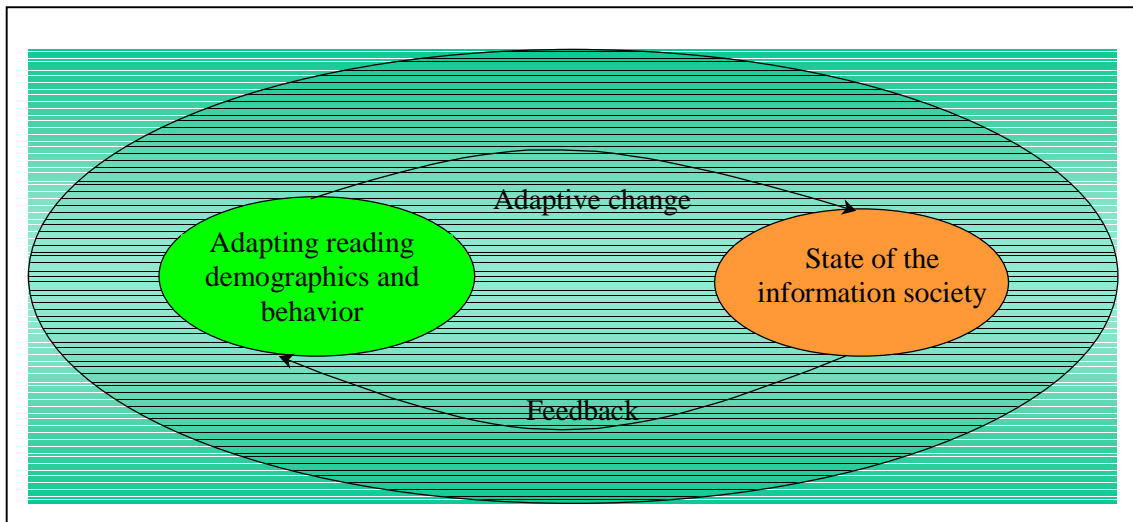 Adaptive change
Adapting reading
demographics and
behavior
State of the
information society
Feedback